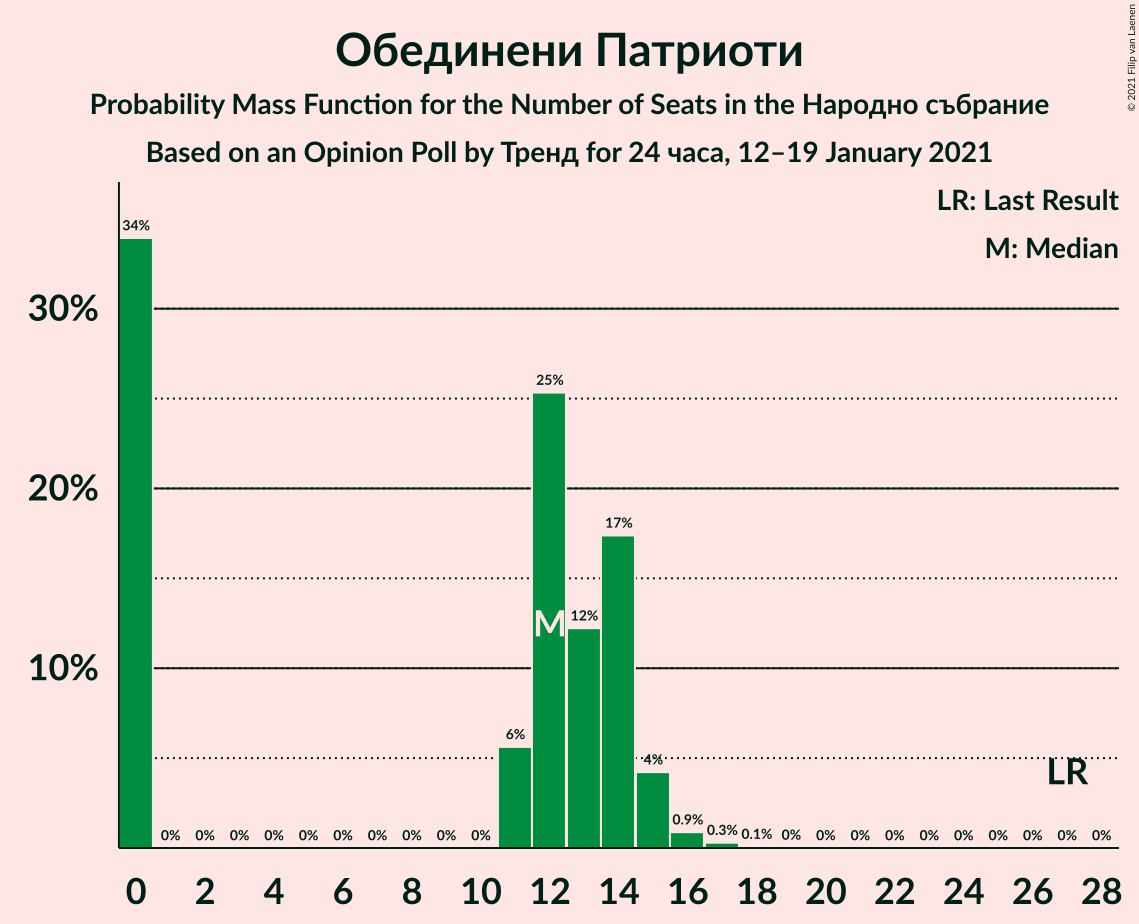 Обединени Патриоти
Probability Mass Function for the Number of Seats in the Народно събрание
Based on an Opinion Poll by Тренд for 24 часа, 12–19 January 2021
© 2021 Filip van Laenen
LR: Last Result
M: Median
34%
30%
25%
20%
17%
12%
M
10%
6%
4%
LR
0% 0% 0% 0% 0% 0% 0% 0% 0% 0% 0.9% 0.3% 0.1% 0% 0% 0% 0% 0% 0% 0% 0% 0% 0%
0 2 4 6 8 10 12 14 16 18 20 22 24 26 28